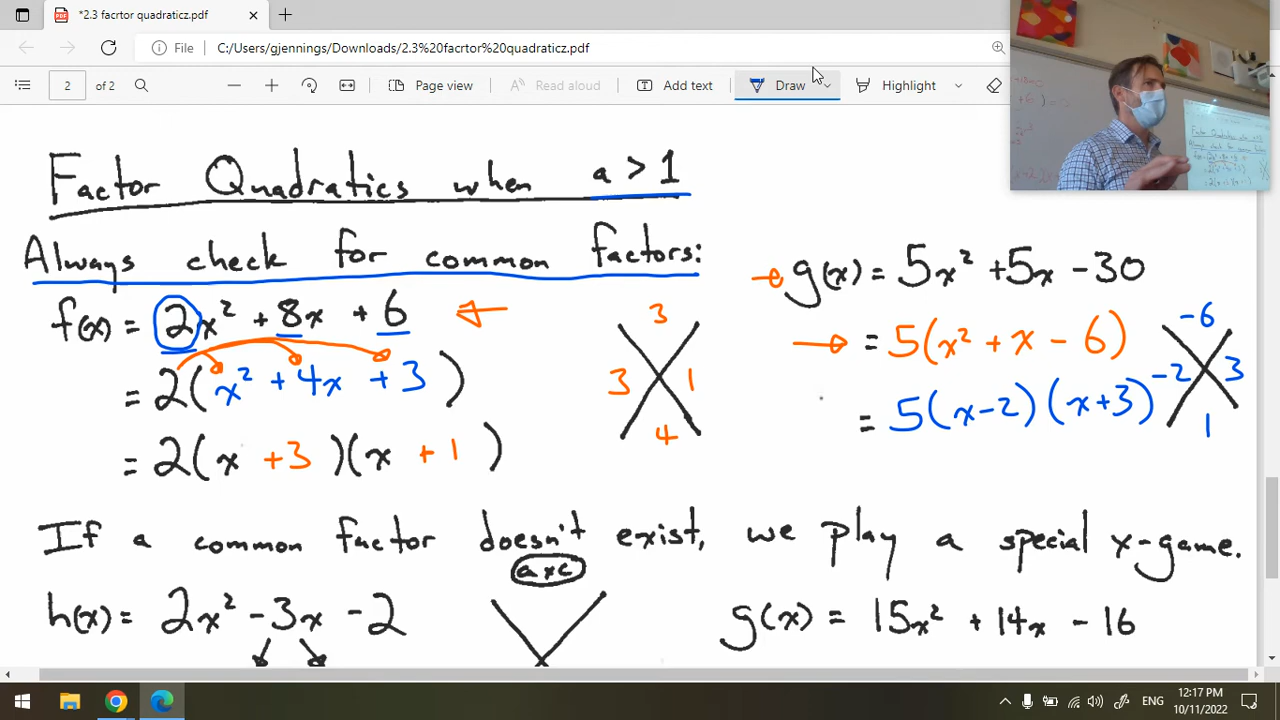 *2.3 facrtor quadraticz.pdf
File
C:/Users/gjennings/Downloads/2.3%20facrtor%20quadraticz.pdf
2 of 2
Page view
Read aloud
Add text
Draw
Highlight
Factor Quadratics when a > 1
Always check for common factors:
f(x) = 2x² + 8x + 6
= 2(x² + 4x + 3)
= 2(x + 3)(x + 1)
3
3 1
4
g(x) = 5x² + 5x - 30
= 5(x² + x - 6)
= 5(x - 2)(x + 3)
-6
-2 3
1
If a common factor doesn't exist, we play a special x-game.
axc
h(x) = 2x² - 3x - 2
g(x) = 15x² + 14x - 16
ENG
12:17 PM
10/11/2022